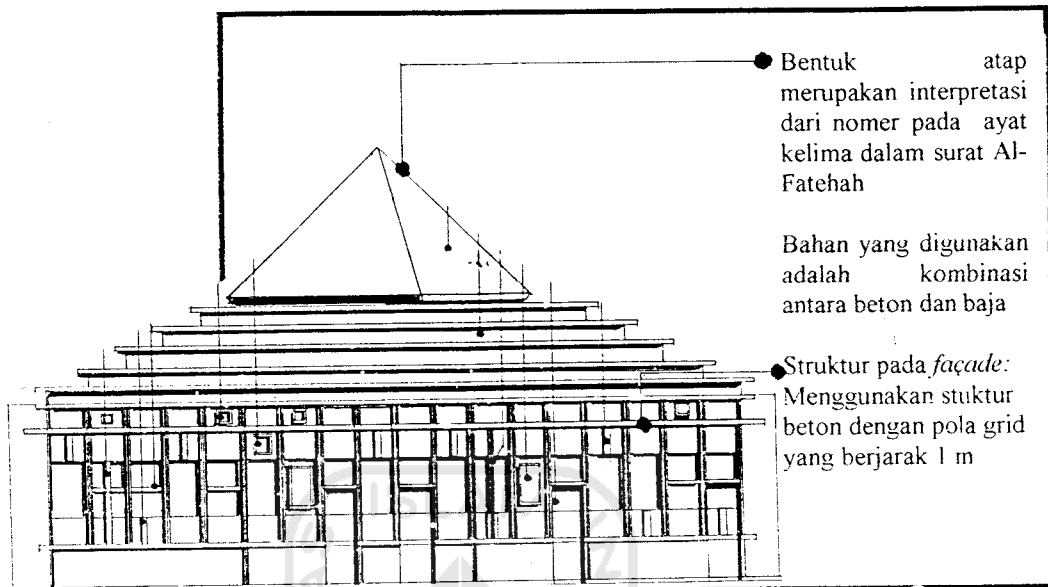 Bentuk atap
merupakan interpretasi
dari nomer pada ayat
kelima dalam surat Al-
Fatehah
Bahan yang digunakan
adalah kombinasi
antara beton dan baja
Struktur pada façade:
Menggunakan stuktur
beton dengan pola grid
yang berjarak 1 m
ISLAM